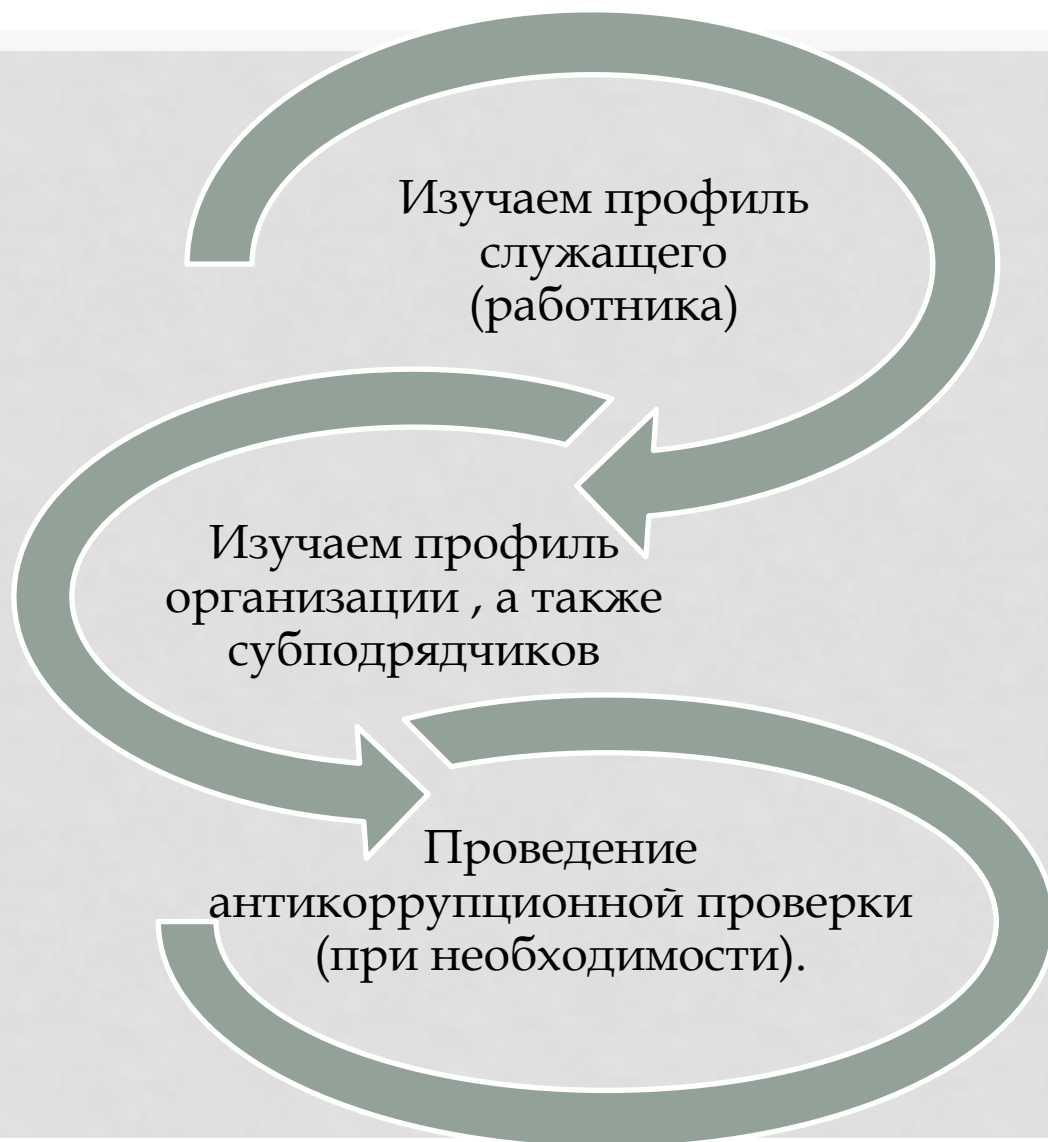 Изучаем профиль
служащего
(работника)
Изучаем профиль
организации , а также
субподрядчиков
Проведение
антикоррупционной проверки
(при необходимости).